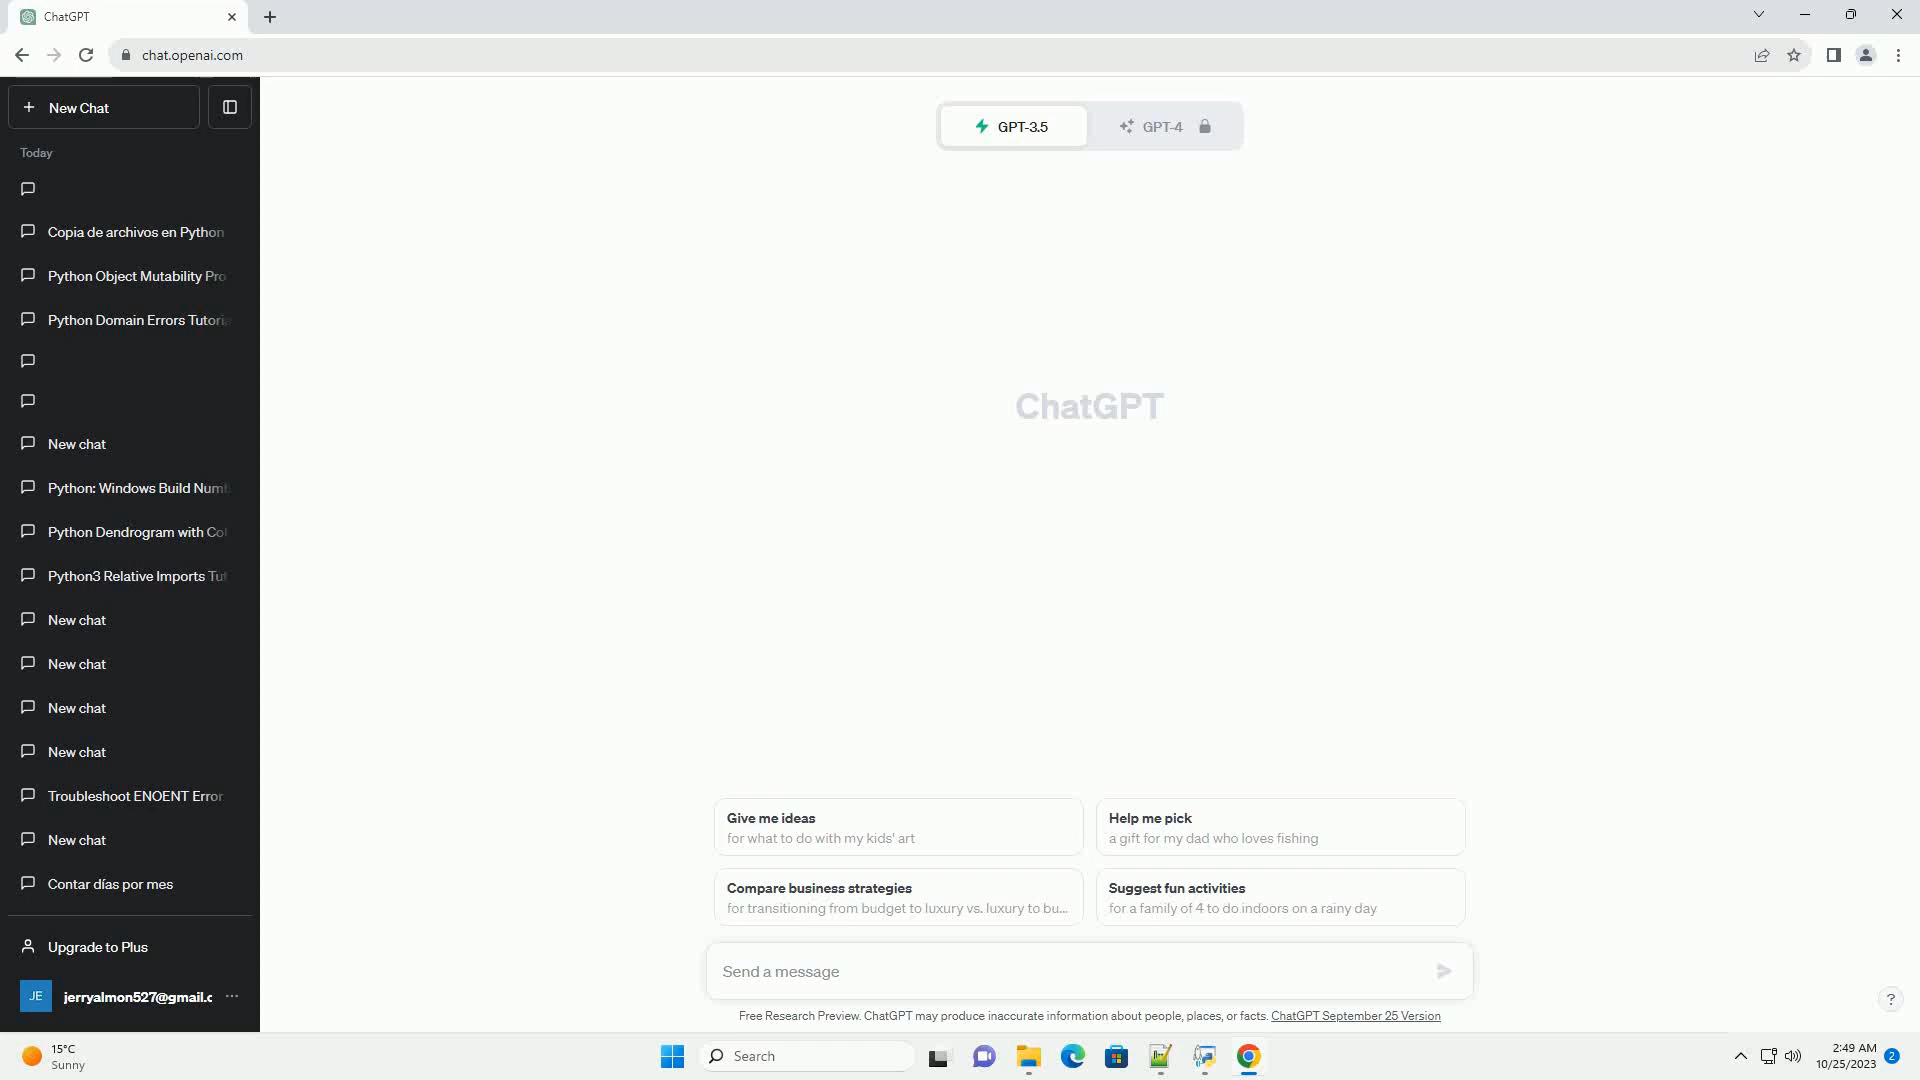 ChatGPT
chat.openai.com
New Chat
GPT-3.5
GPT-4
Today
Copia de archivos en Python
Python Object Mutability Pro
Python Domain Errors Tutoria
New chat
Python: Windows Build Numb
Python Dendrogram with Col
Python3 Relative Imports Tut
New chat
New chat
New chat
New chat
Troubleshoot ENOENT Error
New chat
Contar días por mes
Upgrade to Plus
JE
jerryalmon527@gmail.c
ChatGPT
Give me ideas
for what to do with my kids' art
Help me pick
a gift for my dad who loves fishing
Compare business strategies
for transitioning from budget to luxury vs. luxury to bu...
Suggest fun activities
for a family of 4 to do indoors on a rainy day
Send a message
Free Research Preview. ChatGPT may produce inaccurate information about people, places, or facts. ChatGPT September 25 Version
?
15°C
Sunny
Search
2:49 AM
10/25/2023
2